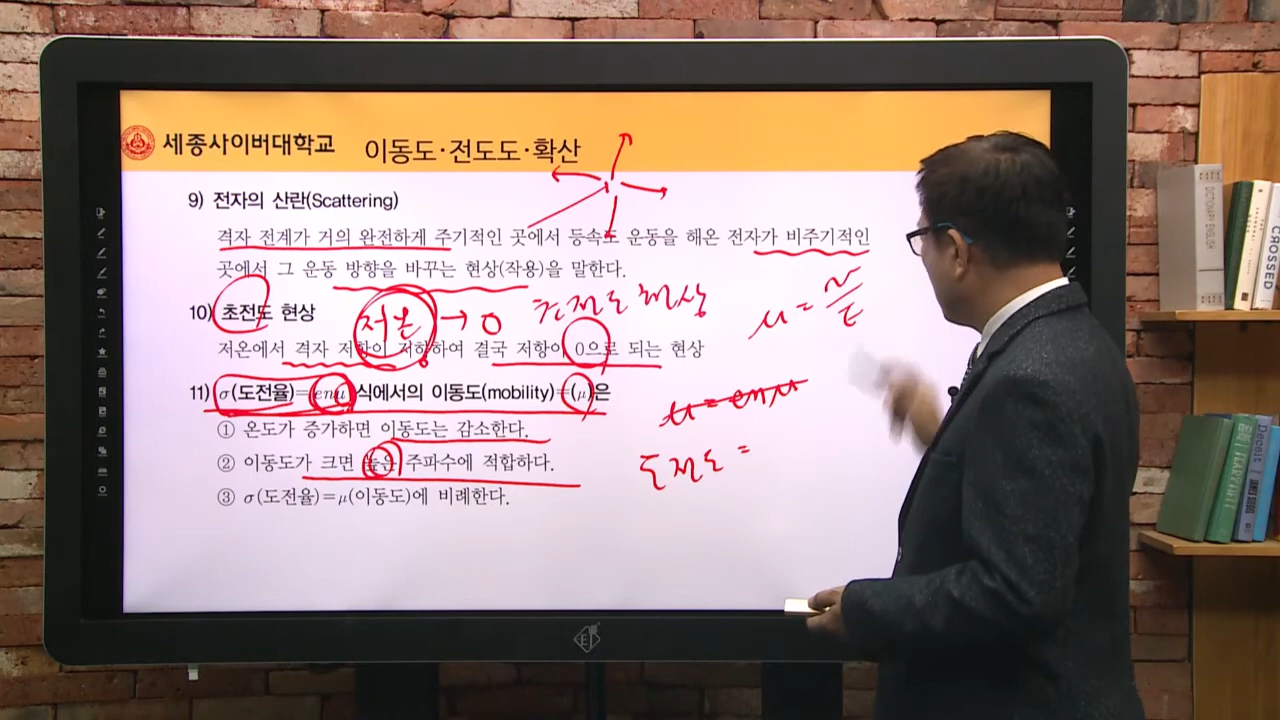 세종사이버대학교 이동도·전도도·확산
9) 전자의 산란(Scattering)
격자 전계가 거의 완전하게 주기적인 곳에서 등속도 운동을 해온 전자가 비주기적인
곳에서 그 운동 방향을 바꾸는 현상(작용)을 말한다.
10) 초전도 현상
저온 → 0 초전도 현상
μ = v/E
저온에서 격자 저항이 저하하여 결국 저항이 0으로 되는 현상
11) σ(도전율)=enμ 식에서의 이동도(mobility)=(μ)은
① 온도가 증가하면 이동도는 감소한다.
② 이동도가 크면 높은 주파수에 적합하다.
도전도 =
③ σ(도전율)=μ(이동도)에 비례한다.
DICTIONARY ENGLISH
CROSSED
Deceit
JAMES SIEGEL